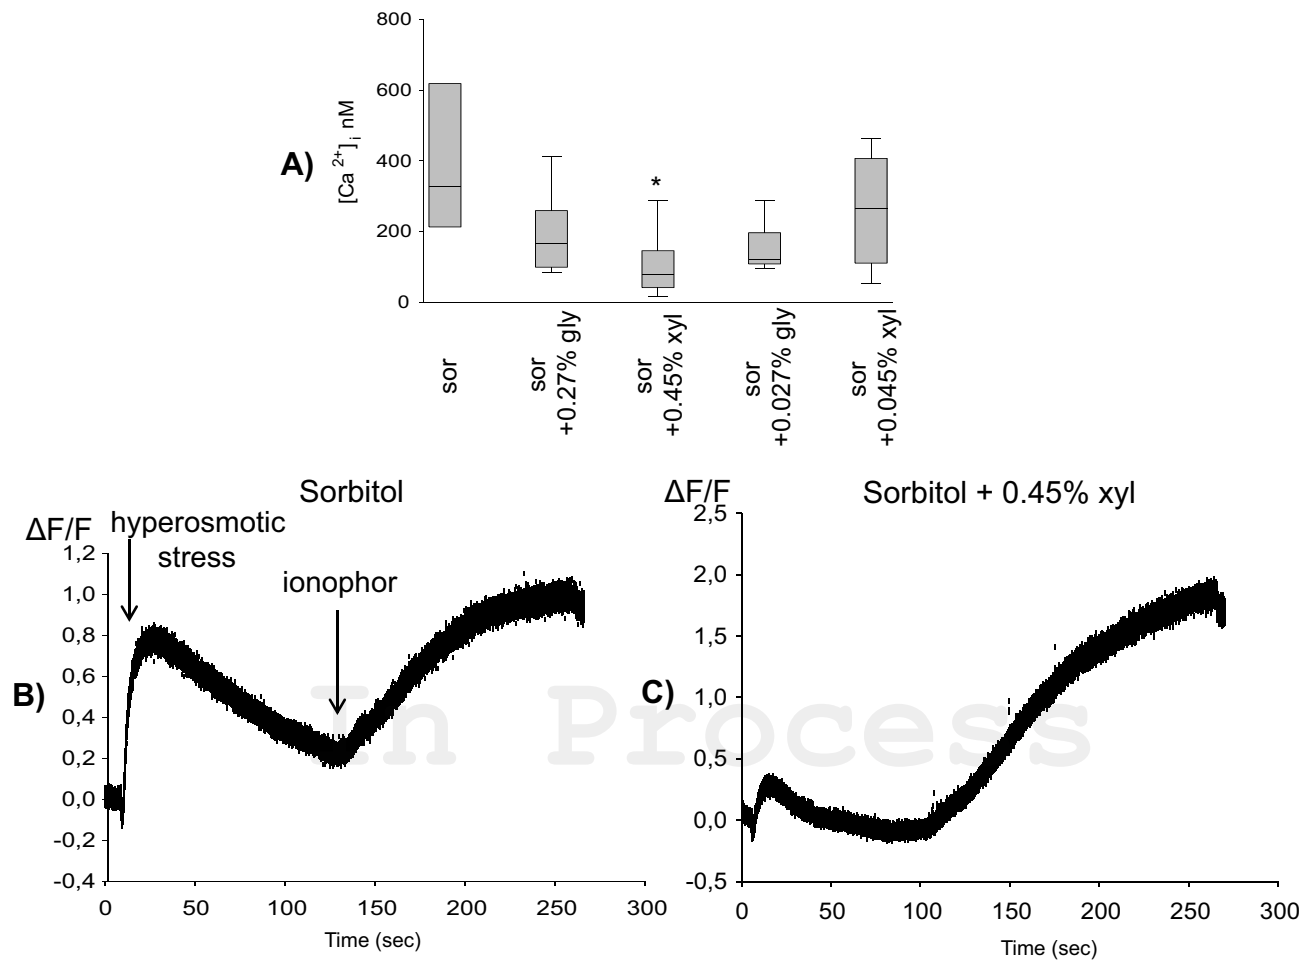 A)
[Ca 2+]i nM
800
600
400
200
0
*
sor
sor
+0.27% gly
sor
+0.45% xyl
sor
+0.027% gly
sor
+0.045% xyl
B)
Sorbitol
ΔF/F
hyperosmotic
stress
ionophor
1,2
1,0
0,8
0,6
0,4
0,2
0,0
-0,2
-0,4
0 50 100 150 200 250 300
Time (sec)
C)
ΔF/F
Sorbitol + 0.45% xyl
2,5
2,0
1,5
1,0
0,5
0,0
-0,5
0 50 100 150 200 250 300
Time (sec)
In Process